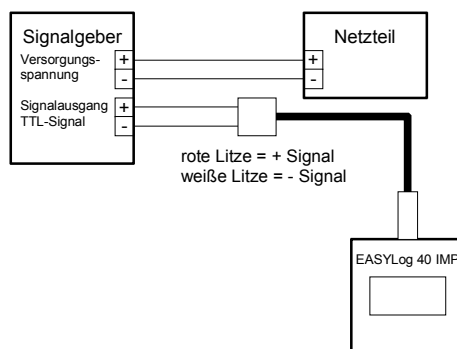 Signalgeber
Versorgungs-
spannung
+
-
Signalausgang
TTL-Signal
+
-
Netzteil
+
-
rote Litze = + Signal
weiße Litze = - Signal
EASYLog 40 IMP